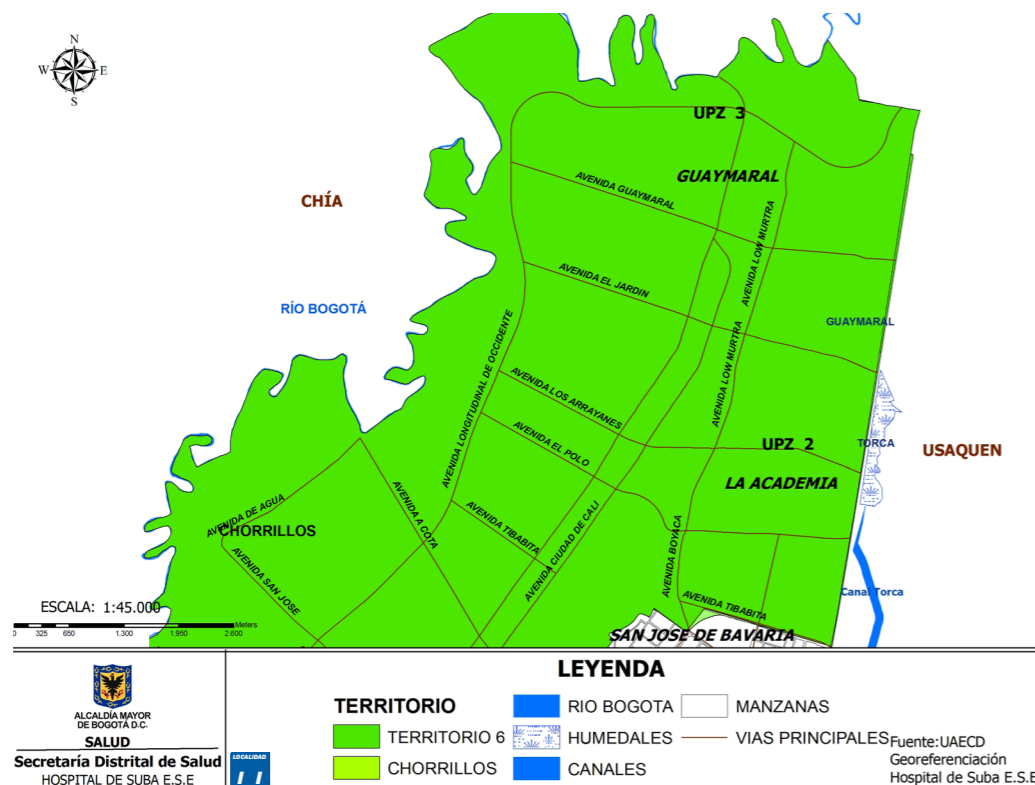 N
W E
S
UPZ 3
GUAYMARAL
AVENIDA GUAYMARAL
CHÍA
AVENIDA LOW MURTRA
AVENIDA EL JARDIN
RÍO BOGOTÁ
GUAYMARAL
AVENIDA LONGITUDINAL DE OCCIDENTE
AVENIDA LOW MURTRA
AVENIDA LOS ARRAYANES
AVENIDA EL POLO
UPZ 2
TORCA
USAQUEN
LA ACADEMIA
AVENIDA DE AGUA
CHORRILLOS
AVENIDA A COTA
AVENIDA TIBABITA
AVENIDA CIUDAD DE CALI
AVENIDA SAN JOSE
AVENIDA BOYACA
AVENIDA TIBABITA
Canal Torca
SAN JOSE DE BAVARIA
ESCALA: 1:45.000
Meters
0 325 650 1.300 1.950 2.600
LEYENDA
TERRITORIO
TERRITORIO 6
CHORRILLOS
RIO BOGOTA
HUMEDALES
CANALES
MANZANAS
VIAS PRINCIPALES
Fuente:UAECD
Georeferenciación
Hospital de Suba E.S.E
ALCALDÍA MAYOR
DE BOGOTÁ D.C.
SALUD
Secretaría Distrital de Salud
HOSPITAL DE SUBA E.S.E
LOCALIDAD